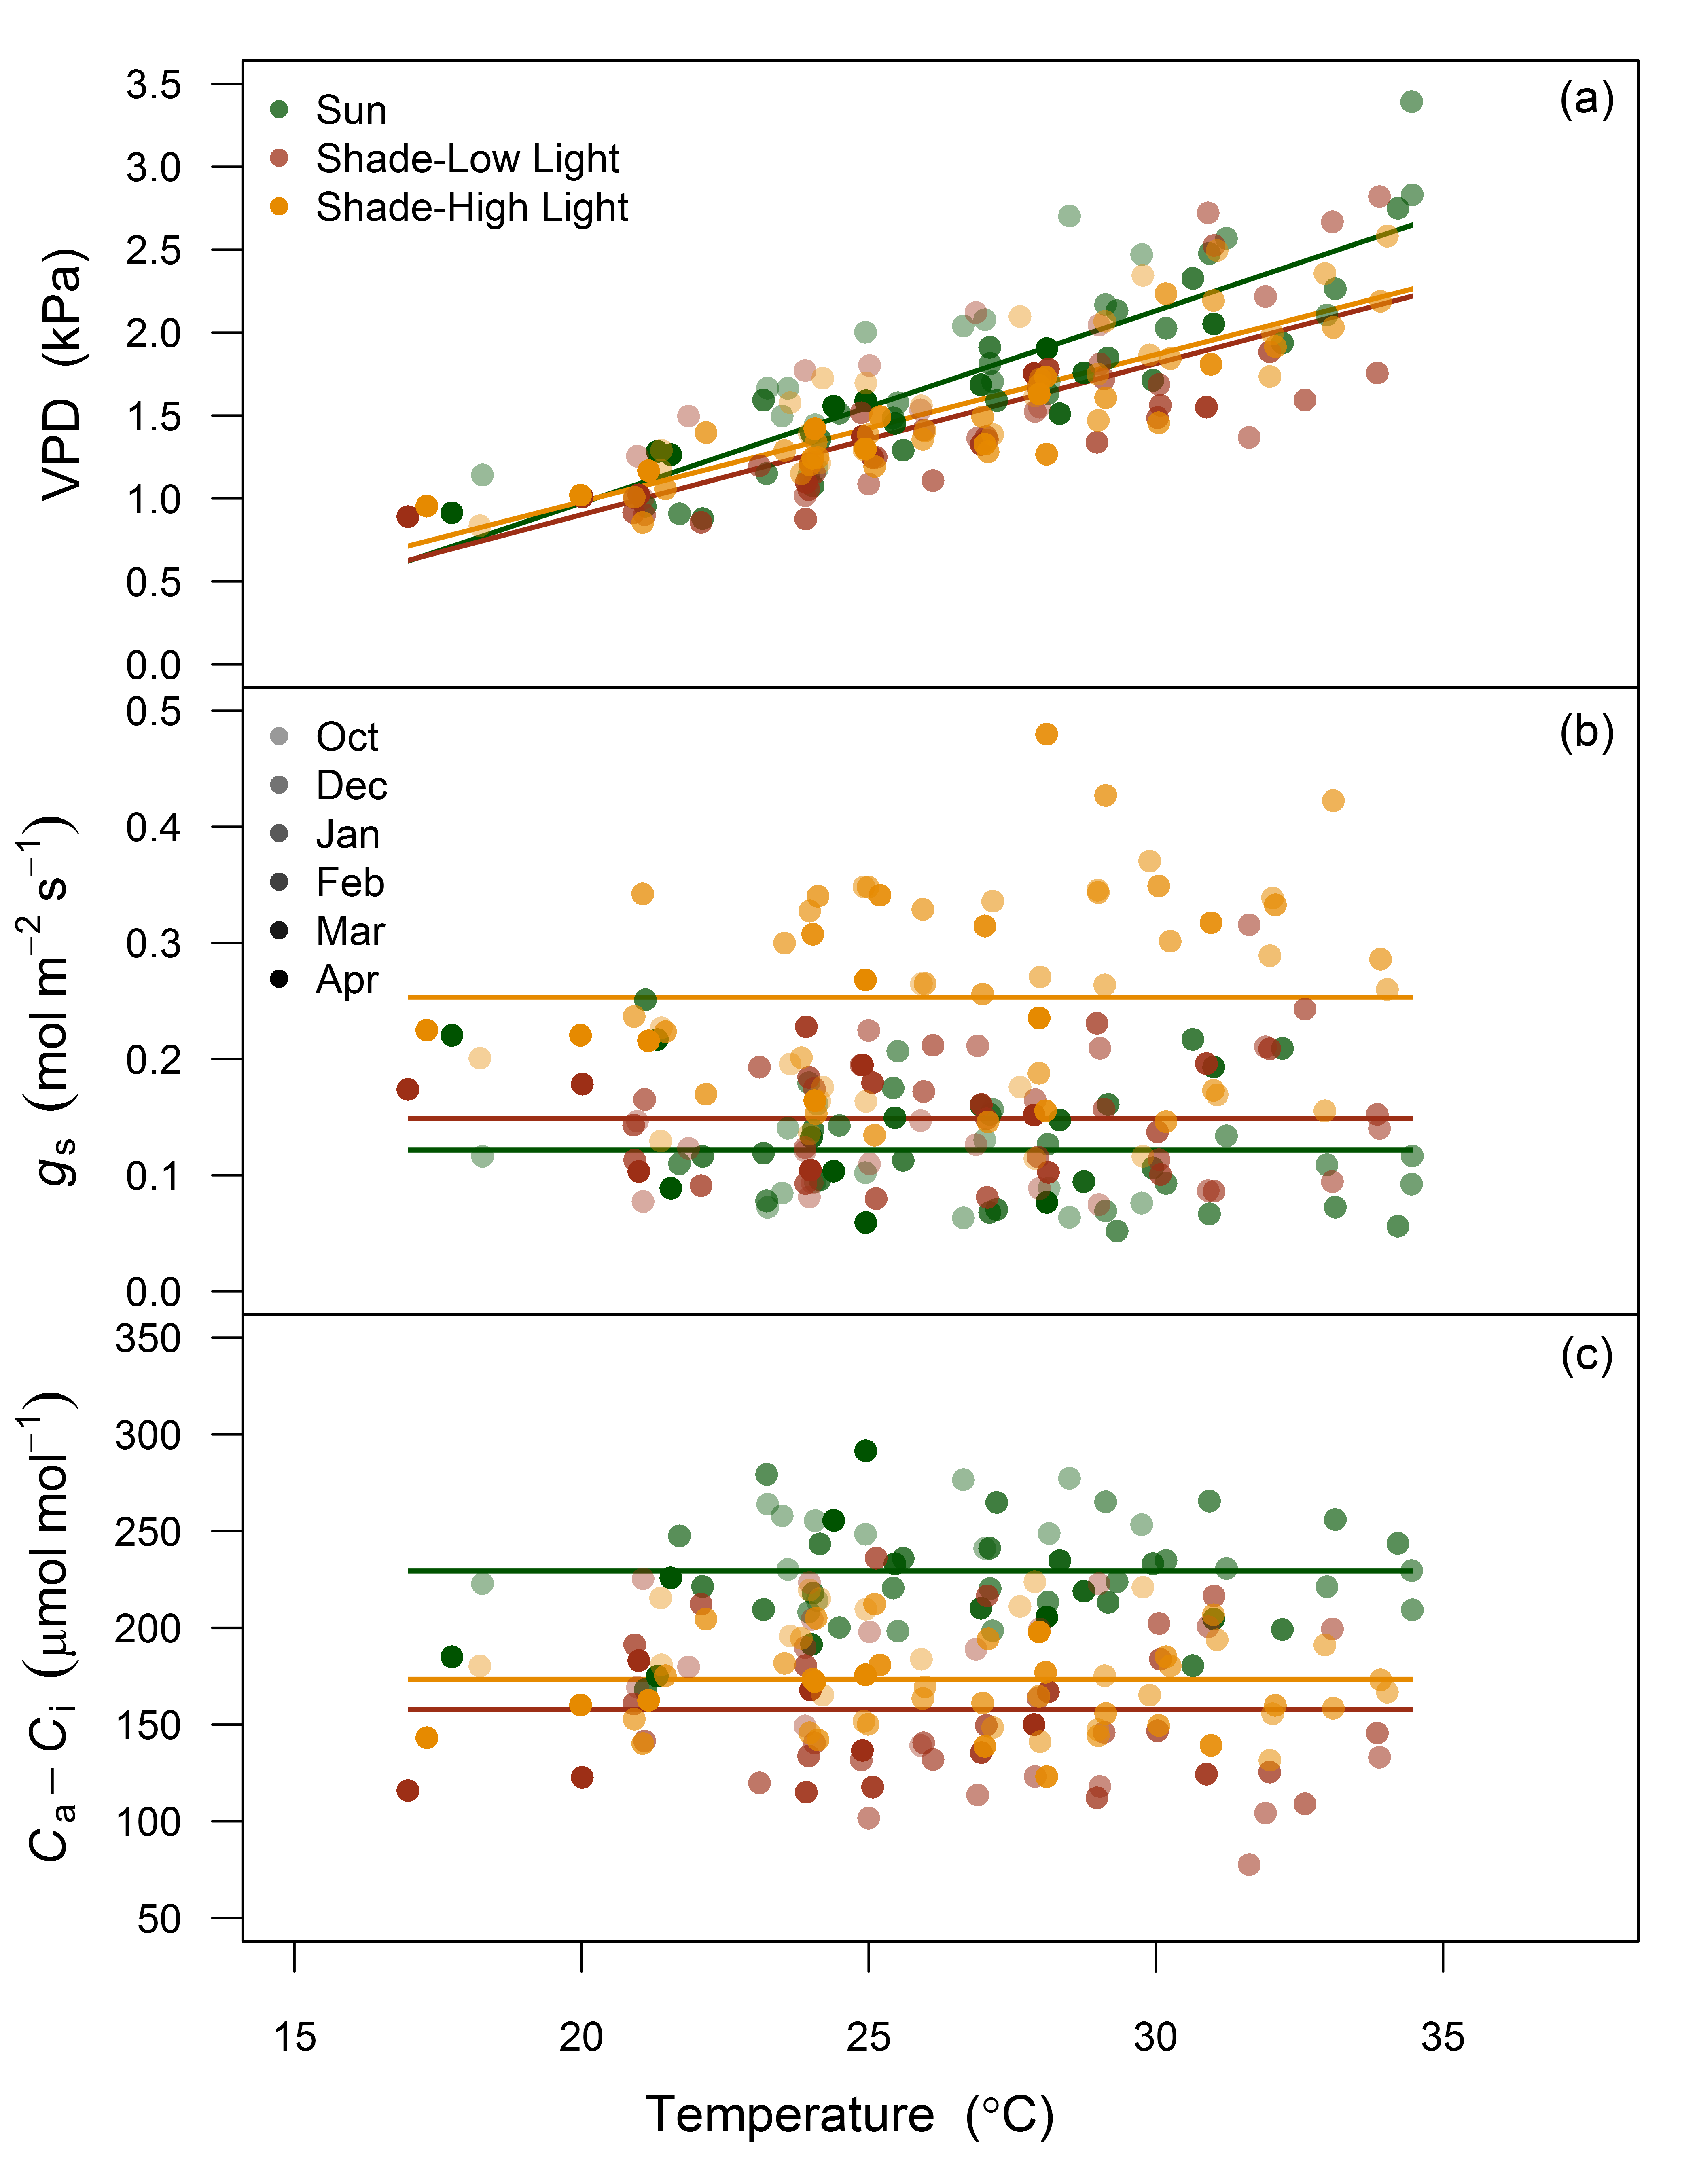 (a)
Sun
Shade-Low Light
Shade-High Light
VPD (kPa)
3.5
3.0
2.5
2.0
1.5
1.0
0.5
0.0
(b)
Oct
Dec
Jan
Feb
Mar
Apr
gs (mol m−2 s−1)
0.5
0.4
0.3
0.2
0.1
0.0
(c)
Ca − Ci (μmol mol−1)
350
300
250
200
150
100
50
15 20 25 30 35
Temperature (°C)